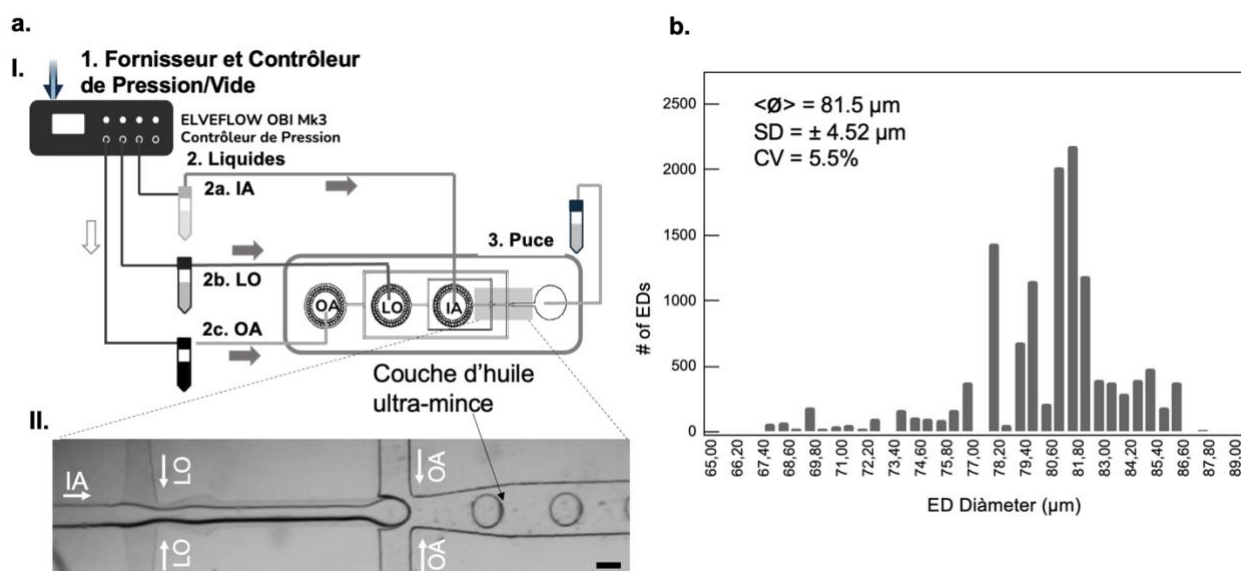 a.
I.
1. Fornisseur et Contrôleur
de Pression/Vide
ELVEFLOW OBI Mk3
Contrôleur de Pression
2. Liquides
2a. IA
2b. LO
2c. OA
3. Puce
OA
LO
IA
Couche d'huile
ultra-mince
II.
IA
LO
LO
OA
OA
b.
<Ø> = 81.5 µm
SD = ± 4.52 µm
CV = 5.5%
# of EDs
2500
2000
1500
1000
500
0
65,00
66,20
67,40
68,60
69,80
71,00
72,20
73,40
74,60
75,80
77,00
78,20
79,40
80,60
81,80
83,00
84,20
85,40
86,60
87,80
89,00
ED Diàmeter (µm)